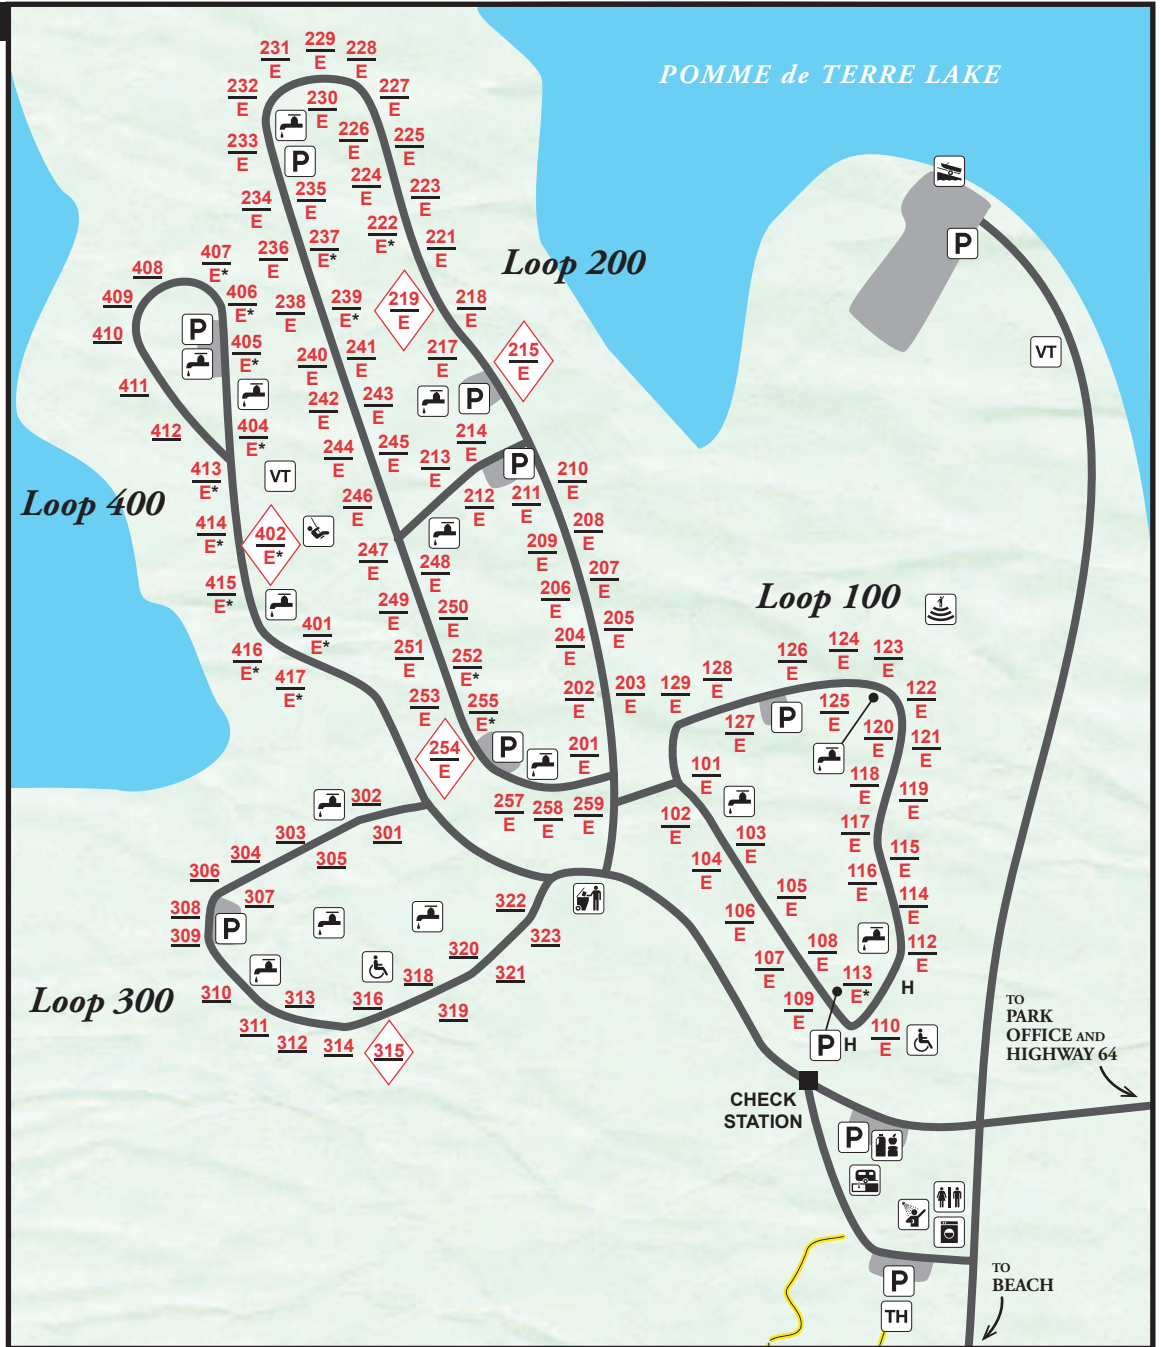 POMME de TERRE LAKE
Loop 200
229
E
231
E
228
E
232
E
230
E
227
E
226
E
225
E
233
E
P
224
E
223
E
235
E
234
E
222
E*
221
E
237
E*
236
E
219
E
218
E
239
E*
238
E
217
E
215
E
241
E
240
E
P
243
E
242
E
214
E
245
E
244
E
213
E
P
210
E
212
E
211
E
246
E
208
E
209
E
247
E
248
E
207
E
206
E
249
E
250
E
205
E
204
E
251
E
252
E*
202
E
203
E
253
E
255
E*
254
E
P
201
E
257
E
258
E
259
E
Loop 400
407
E*
408
406
E*
409
P
410
405
E*
411
404
E*
412
VT
413
E*
414
E*
402
E*
415
E*
401
E*
416
E*
417
E*
Loop 100
124
E
126
E
123
E
128
E
129
E
122
E
125
E
P
127
E
120
E
121
E
101
E
118
E
119
E
102
E
117
E
103
E
115
E
104
E
116
E
105
E
114
E
106
E
108
E
112
E
107
E
113
E*
H
109
E
P
H
110
E
Loop 300
302
303
301
304
305
306
307
308
P
309
322
323
320
318
321
310
313
316
319
311
312
314
315
P
VT
TO
PARK
OFFICE AND
HIGHWAY 64
CHECK
STATION
P
TO
BEACH
P
TH